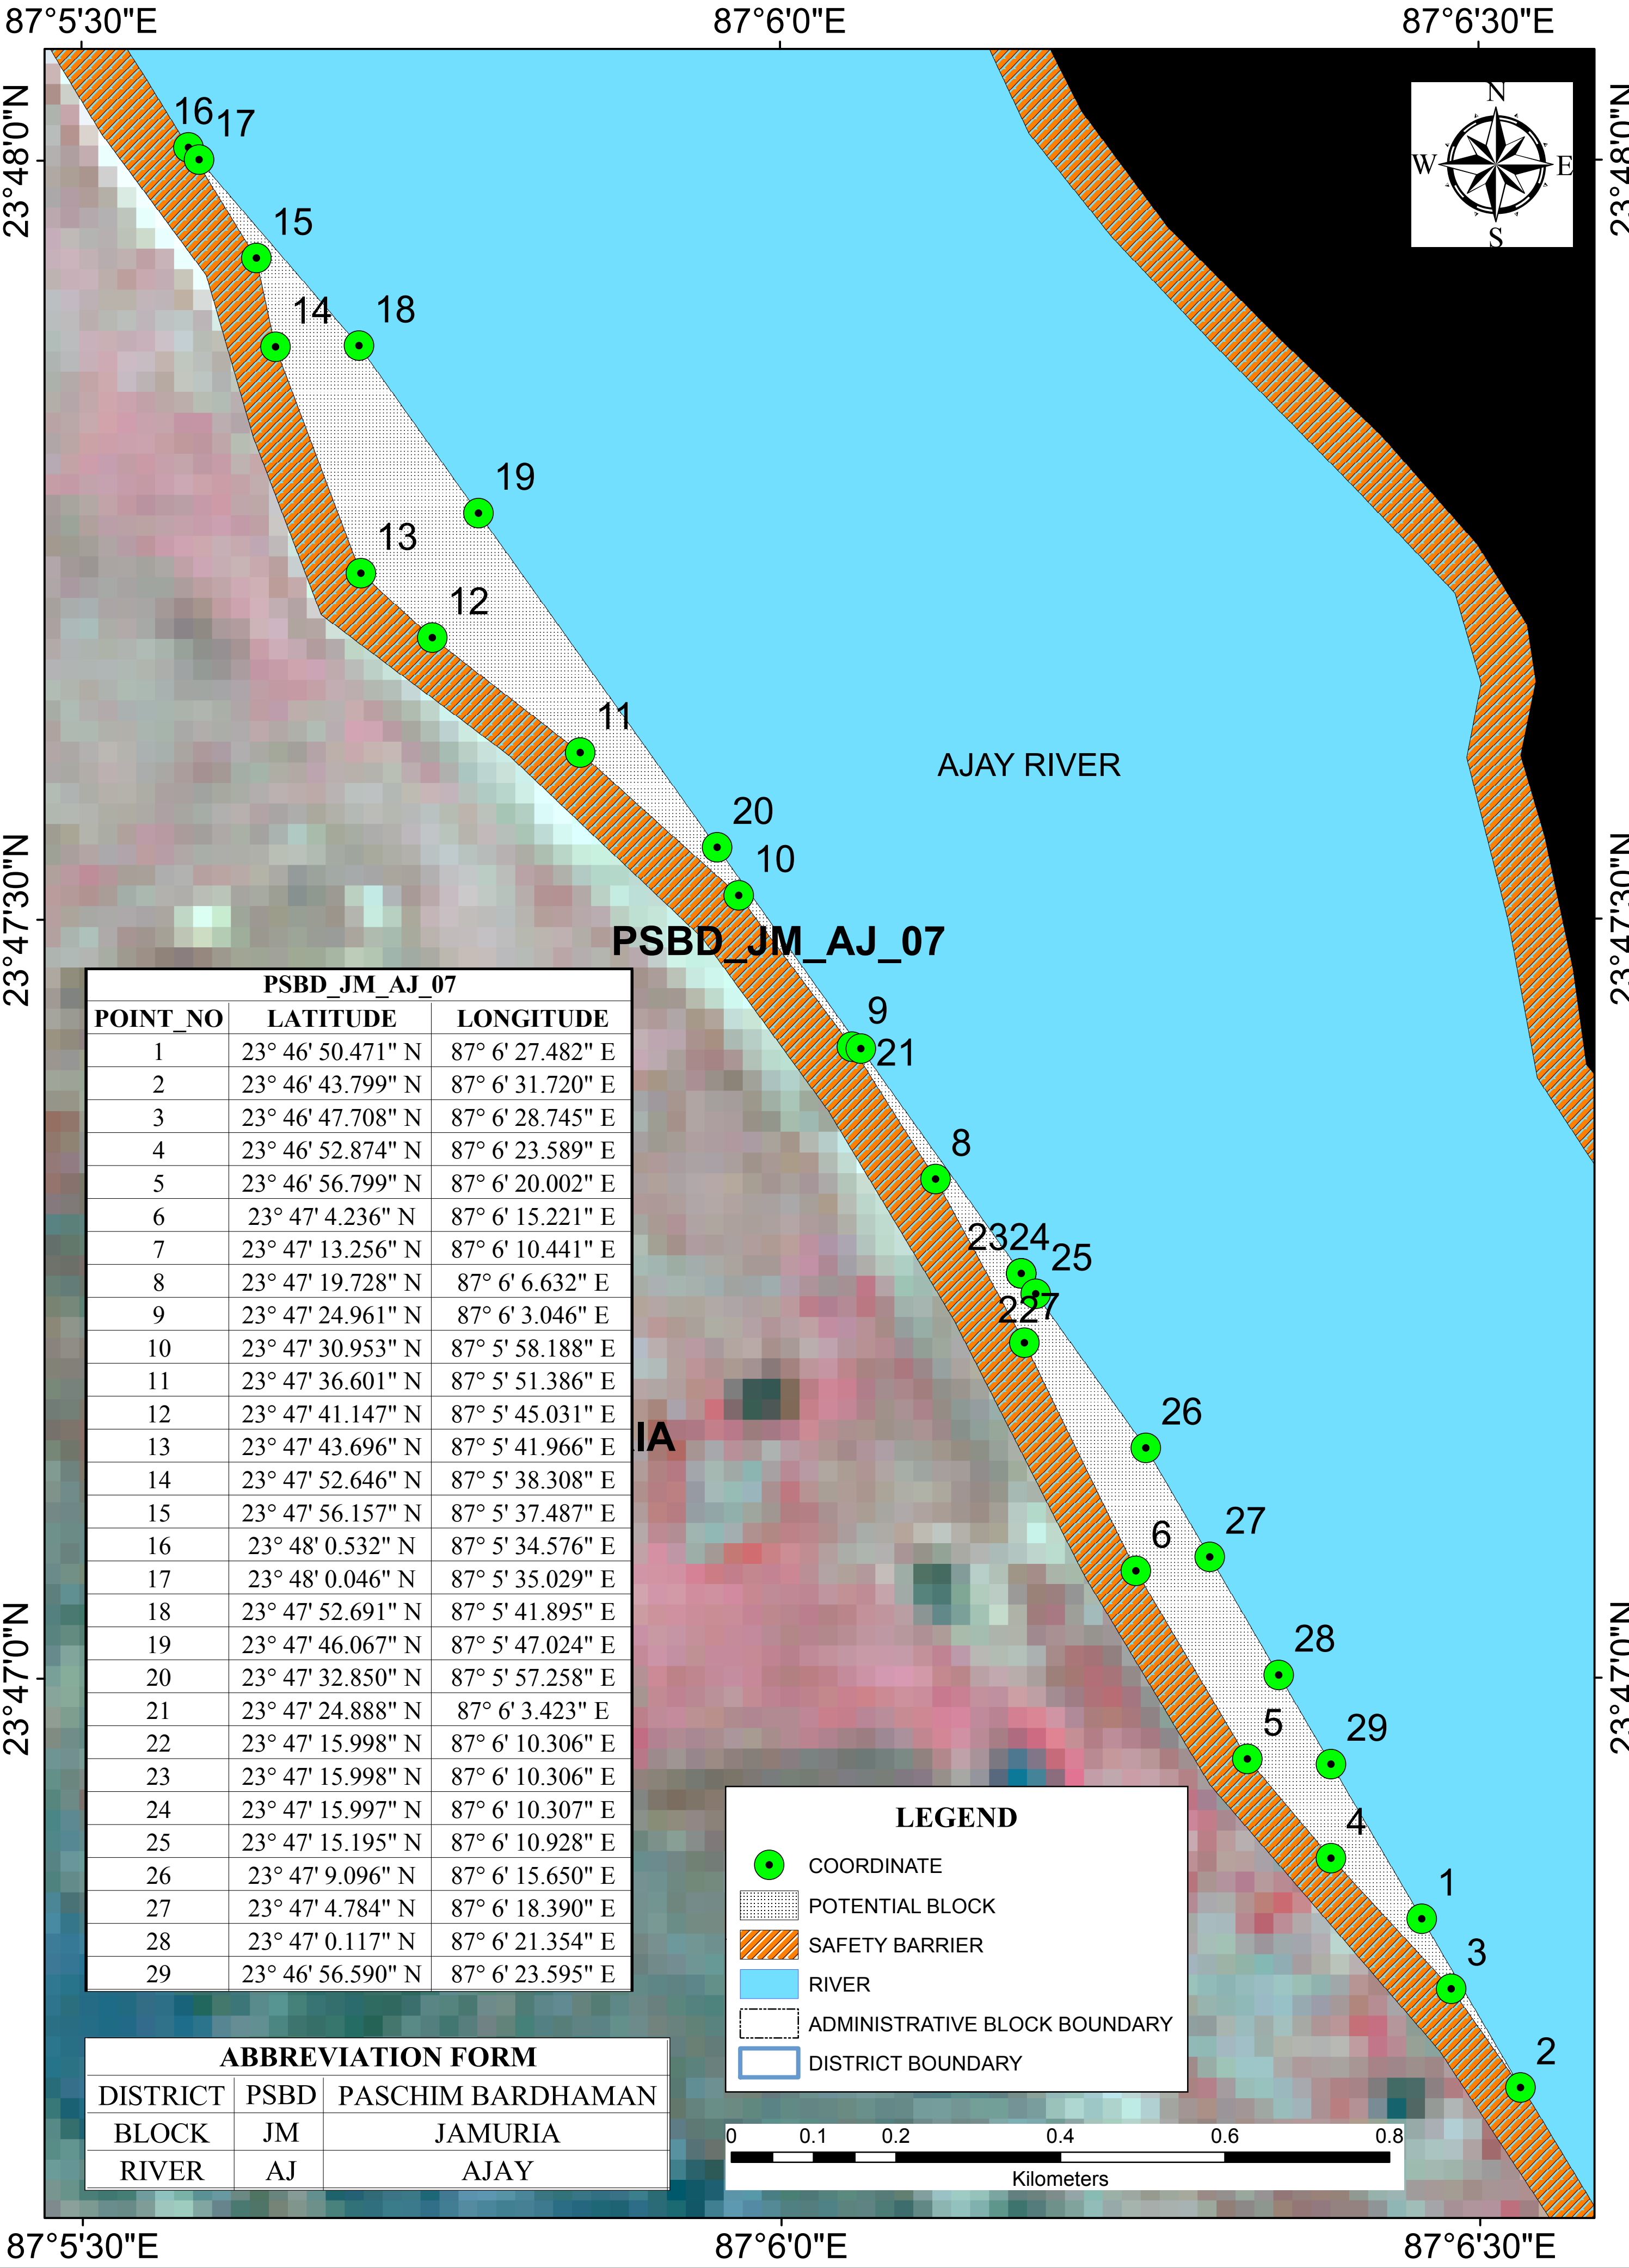 87°5'30"E 87°6'0"E 87°6'30"E
23°48'0"N 23°48'0"N
N
W E
S
16 17
15
14 18
19
13
12
11
AJAY RIVER
20
10
23°47'30"N 23°47'30"N
PSBD_JM_AJ_07
9
21
8
23 24 25
22 7
26
IA
27
6
28
5
29
4
1
3
2
23°47'0"N 23°47'0"N
PSBD_JM_AJ_07
POINT_NO LATITUDE LONGITUDE
1 23° 46' 50.471" N 87° 6' 27.482" E
2 23° 46' 43.799" N 87° 6' 31.720" E
3 23° 46' 47.708" N 87° 6' 28.745" E
4 23° 46' 52.874" N 87° 6' 23.589" E
5 23° 46' 56.799" N 87° 6' 20.002" E
6 23° 47' 4.236" N 87° 6' 15.221" E
7 23° 47' 13.256" N 87° 6' 10.441" E
8 23° 47' 19.728" N 87° 6' 6.632" E
9 23° 47' 24.961" N 87° 6' 3.046" E
10 23° 47' 30.953" N 87° 5' 58.188" E
11 23° 47' 36.601" N 87° 5' 51.386" E
12 23° 47' 41.147" N 87° 5' 45.031" E
13 23° 47' 43.696" N 87° 5' 41.966" E
14 23° 47' 52.646" N 87° 5' 38.308" E
15 23° 47' 56.157" N 87° 5' 37.487" E
16 23° 48' 0.532" N 87° 5' 34.576" E
17 23° 48' 0.046" N 87° 5' 35.029" E
18 23° 47' 52.691" N 87° 5' 41.895" E
19 23° 47' 46.067" N 87° 5' 47.024" E
20 23° 47' 32.850" N 87° 5' 57.258" E
21 23° 47' 24.888" N 87° 6' 3.423" E
22 23° 47' 15.998" N 87° 6' 10.306" E
23 23° 47' 15.998" N 87° 6' 10.306" E
24 23° 47' 15.997" N 87° 6' 10.307" E
25 23° 47' 15.195" N 87° 6' 10.928" E
26 23° 47' 9.096" N 87° 6' 15.650" E
27 23° 47' 4.784" N 87° 6' 18.390" E
28 23° 47' 0.117" N 87° 6' 21.354" E
29 23° 46' 56.590" N 87° 6' 23.595" E
LEGEND
COORDINATE
POTENTIAL BLOCK
SAFETY BARRIER
RIVER
ADMINISTRATIVE BLOCK BOUNDARY
DISTRICT BOUNDARY
ABBREVIATION FORM
DISTRICT PSBD PASCHIM BARDHAMAN
BLOCK JM JAMURIA
RIVER AJ AJAY
0 0.1 0.2 0.4 0.6 0.8
Kilometers
87°5'30"E 87°6'0"E 87°6'30"E